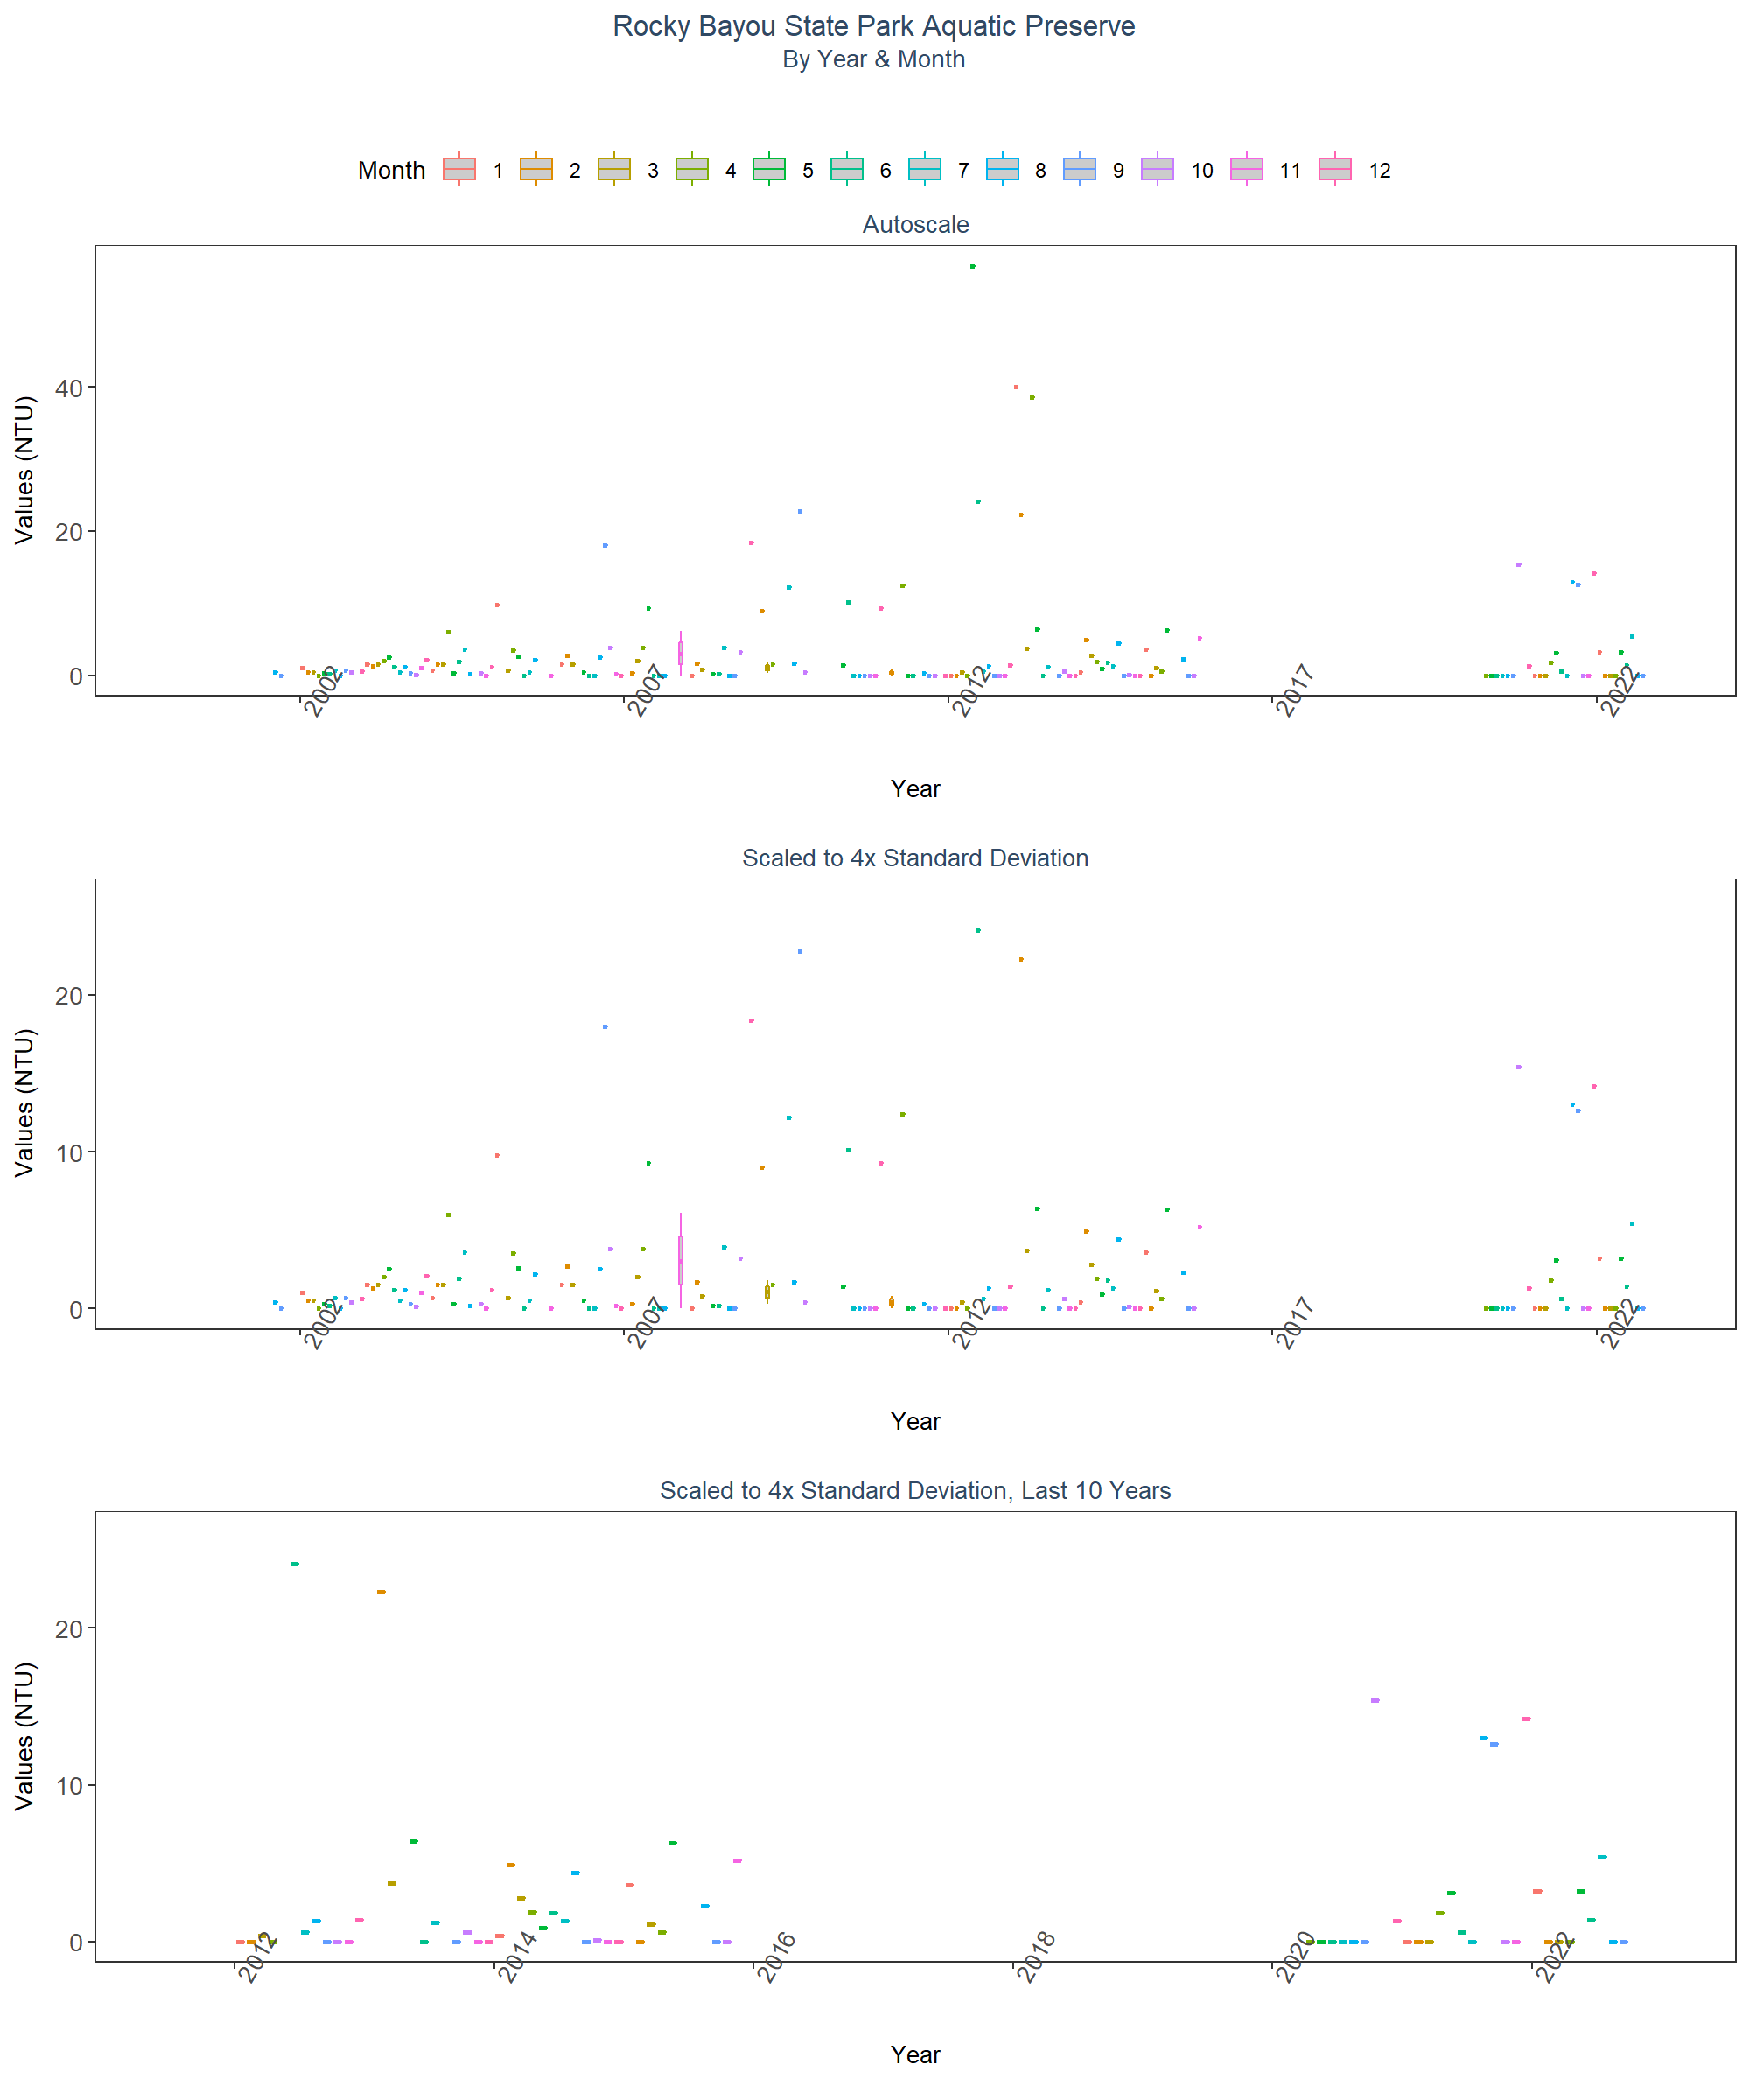 Rocky Bayou State Park Aquatic Preserve
By Year & Month
Month 1 2 3 4 5 6 7 8 9 10 11 12
Autoscale
Values (NTU)
40
20
0
2002 2007 2012 2017 2022
Year
Scaled to 4x Standard Deviation
Values (NTU)
20
10
0
2002 2007 2012 2017 2022
Year
Scaled to 4x Standard Deviation, Last 10 Years
Values (NTU)
20
10
0
2012 2014 2016 2018 2020 2022
Year